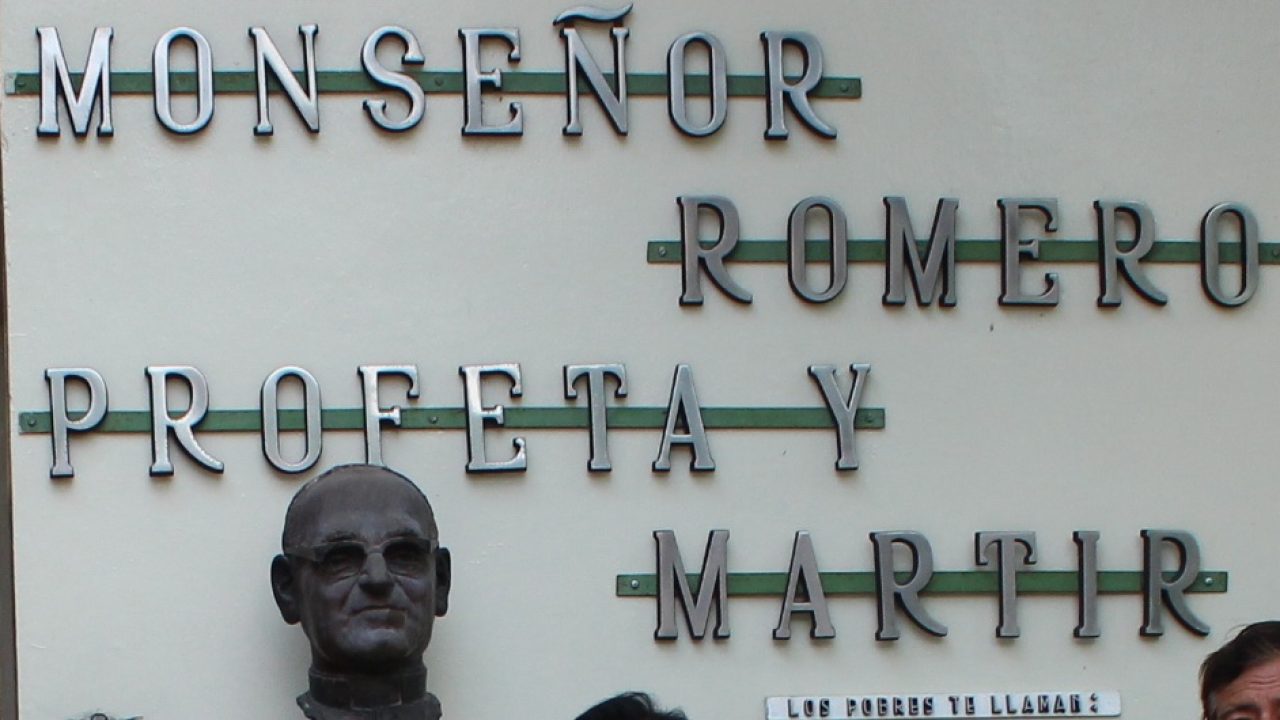 MONSEÑOR
ROMERO
PROFETA Y
MARTIR
LOS POBRES TE LLAMAN: